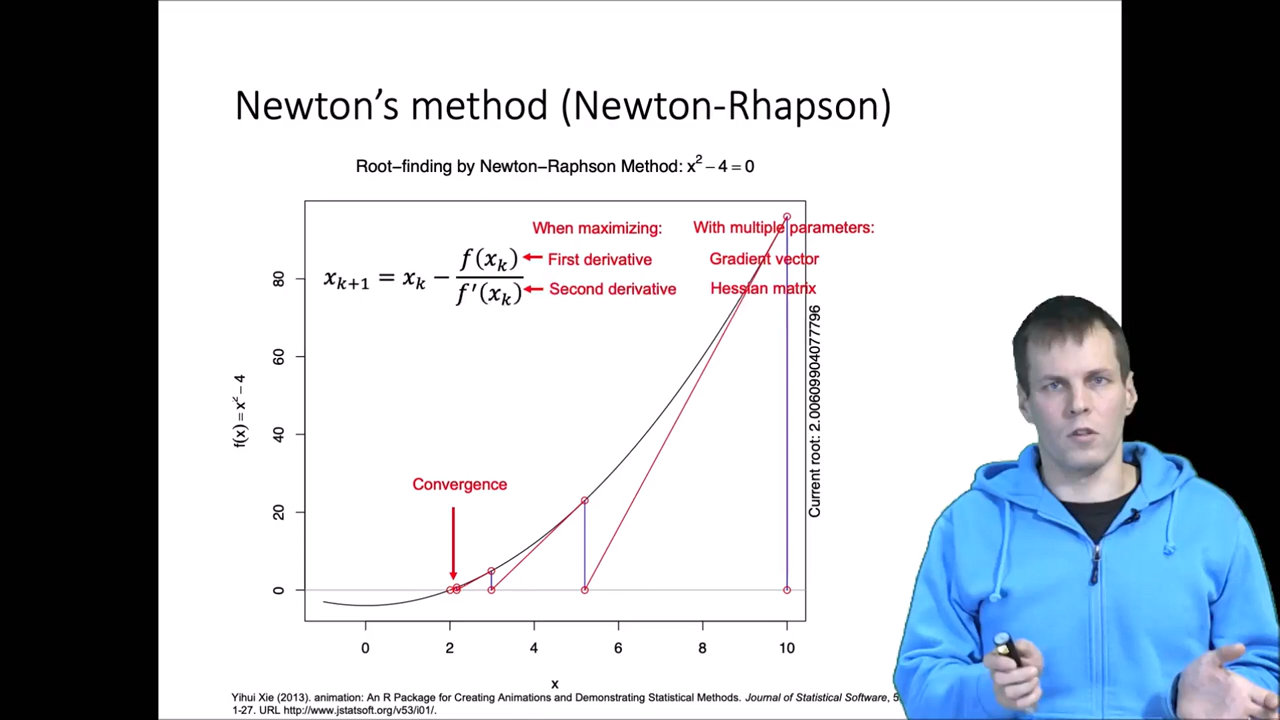 Newton's method (Newton-Rhapson)
Root−finding by Newton−Raphson Method: x² − 4 = 0
When maximizing: With multiple parameters:
x_{k+1} = x_k − f(x_k) / f′(x_k)
First derivative Gradient vector
Second derivative Hessian matrix
f(x) = x² − 4
80
60
40
20
0
Convergence
Current root: 2.00609904077796
0 2 4 6 8 10
x
Yihui Xie (2013). animation: An R Package for Creating Animations and Demonstrating Statistical Methods. Journal of Statistical Software,
1-27. URL http://www.jstatsoft.org/v53/i01/.